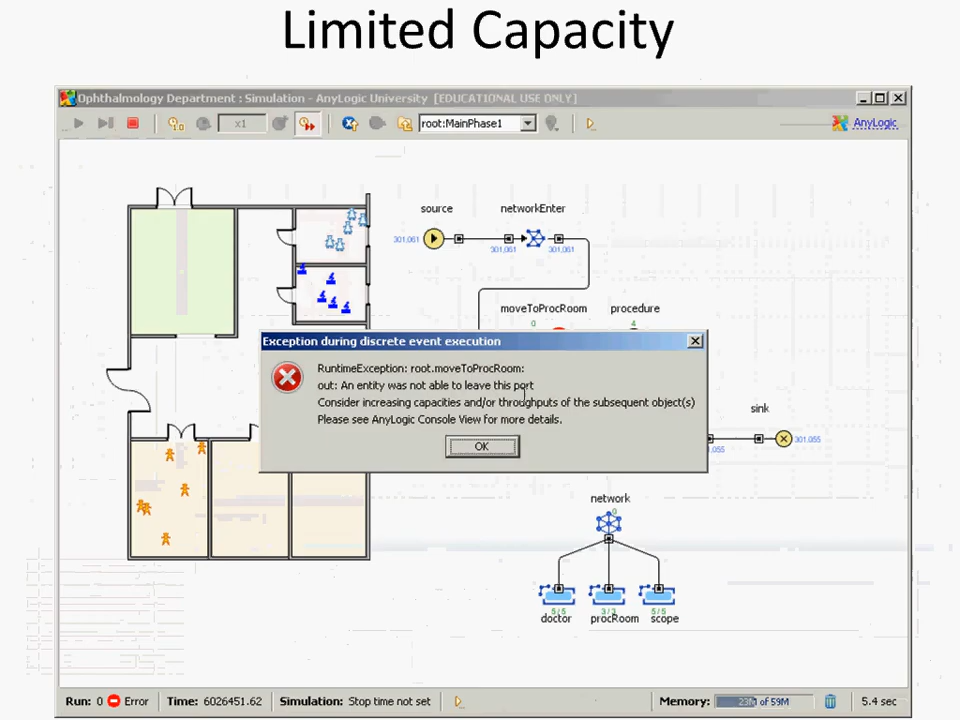 Limited Capacity
Ophthalmology Department : Simulation - AnyLogic University [EDUCATIONAL USE ONLY]
x1
root:MainPhase1
AnyLogic
source
networkEnter
301,061
301,061
301,061
moveToProcRoom
procedure
0
4
Exception during discrete event execution
RuntimeException: root.moveToProcRoom:
out: An entity was not able to leave this port
Consider increasing capacities and/or throughputs of the subsequent object(s)
Please see AnyLogic Console View for more details.
OK
sink
301,055
network
0
5/5
3/3
5/5
doctor
procRoom
scope
Run: 0
Error
Time: 6026451.62
Simulation: Stop time not set
Memory:
of 59M
5.4 sec